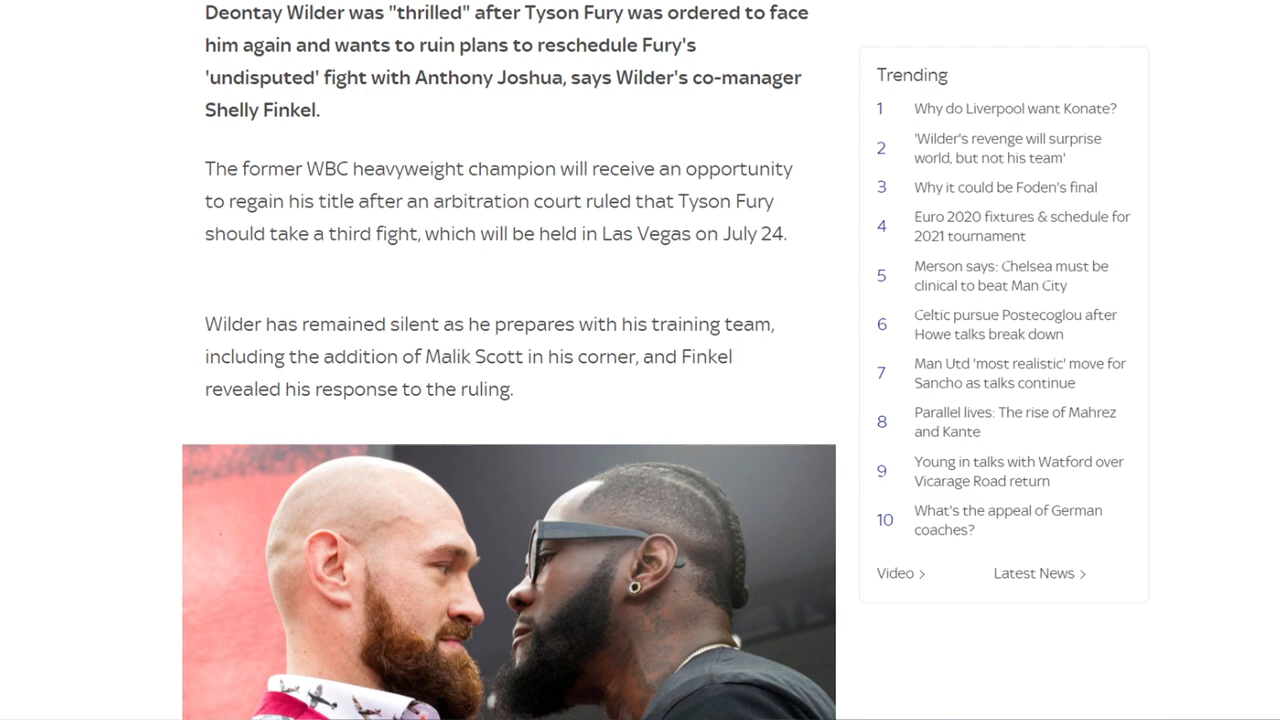 Deontay Wilder was "thrilled" after Tyson Fury was ordered to face
him again and wants to ruin plans to reschedule Fury's
'undisputed' fight with Anthony Joshua, says Wilder's co-manager
Shelly Finkel.
The former WBC heavyweight champion will receive an opportunity
to regain his title after an arbitration court ruled that Tyson Fury
should take a third fight, which will be held in Las Vegas on July 24.
Wilder has remained silent as he prepares with his training team,
including the addition of Malik Scott in his corner, and Finkel
revealed his response to the ruling.
Trending
1 Why do Liverpool want Konate?
2 'Wilder's revenge will surprise
world, but not his team'
3 Why it could be Foden's final
4 Euro 2020 fixtures & schedule for
2021 tournament
5 Merson says: Chelsea must be
clinical to beat Man City
6 Celtic pursue Postecoglou after
Howe talks break down
7 Man Utd 'most realistic' move for
Sancho as talks continue
8 Parallel lives: The rise of Mahrez
and Kante
9 Young in talks with Watford over
Vicarage Road return
10 What's the appeal of German
coaches?
Video > Latest News >